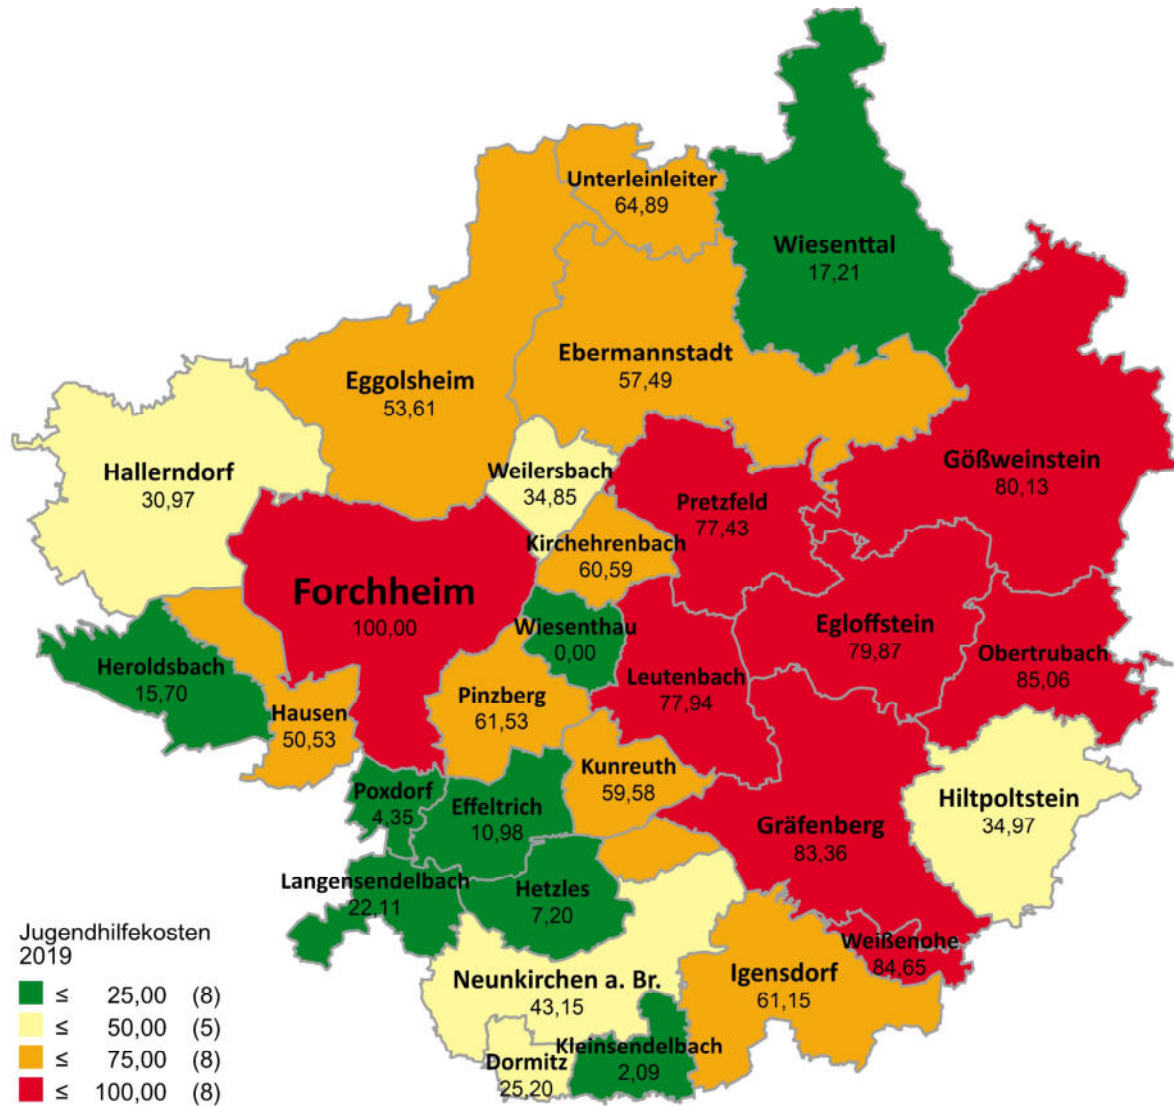 Unterleinleiter
64,89
Wiesenttal
17,21
Ebermannstadt
57,49
Eggolsheim
53,61
Hallerndorf
30,97
Weilersbach
34,85
Gößweinstein
80,13
Pretzfeld
77,43
Kirchehrenbach
60,59
Forchheim
100,00
Wiesenthau
0,00
Egloffstein
79,87
Obertrubach
85,06
Heroldsbach
15,70
Leutenbach
77,94
Pinzberg
61,53
Hausen
50,53
Kunreuth
59,58
Poxdorf
4,35
Effeltrich
10,98
Hiltpoltstein
34,97
Gräfenberg
83,36
Langensendelbach
22,11
Hetzles
7,20
Weißenohe
84,65
Neunkirchen a. Br.
43,15
Igensdorf
61,15
Kleinsendelbach
2,09
Dormitz
25,20
Jugendhilfekosten
2019
≤ 25,00 (8)
≤ 50,00 (5)
≤ 75,00 (8)
≤ 100,00 (8)